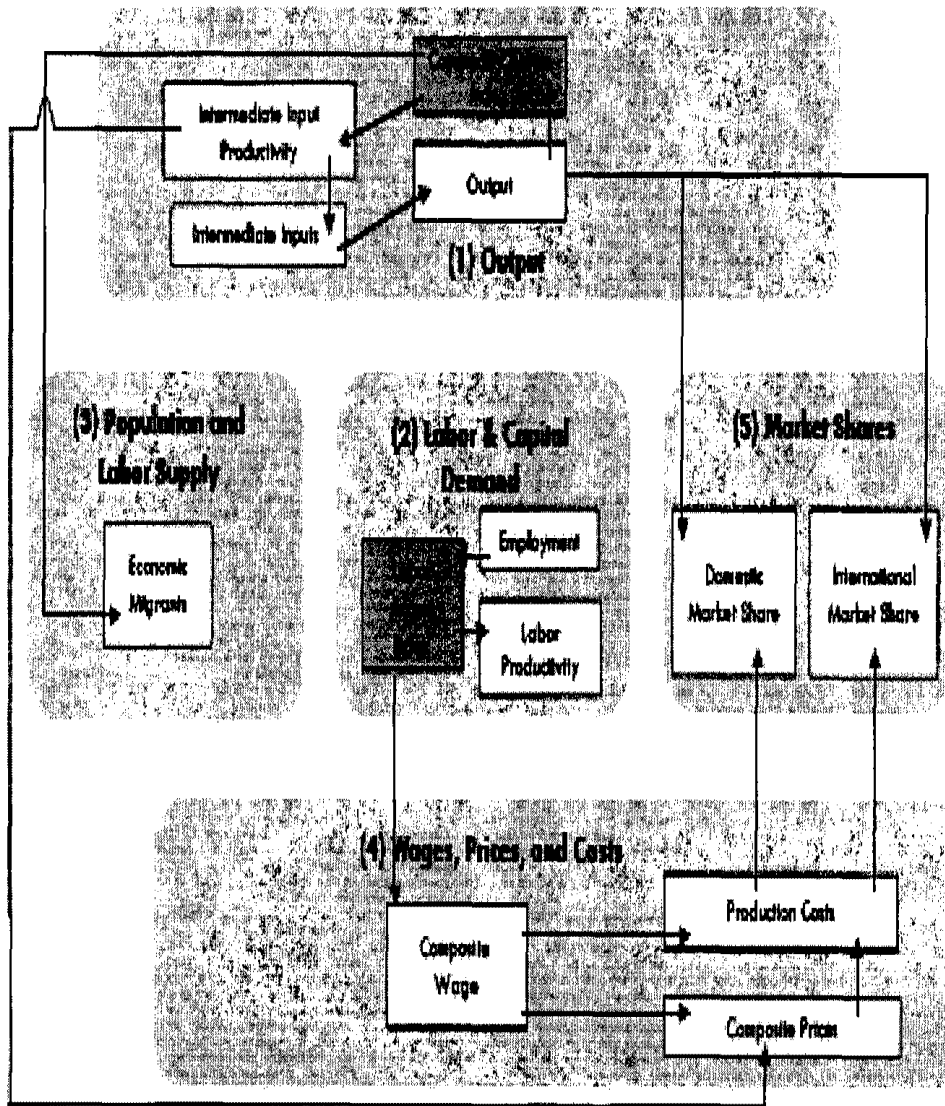 Intermediate Input
Productivity
Output
Intermediate Inputs
(1) Output
(3) Population and
Labor Supply
Economic
Migrants
(2) Labor & Capital
Demand
Employment
Labor
Productivity
(5) Market Shares
Domestic
Market Share
International
Market Share
(4) Wages, Prices, and Costs
Composite
Wage
Production Costs
Composite Prices